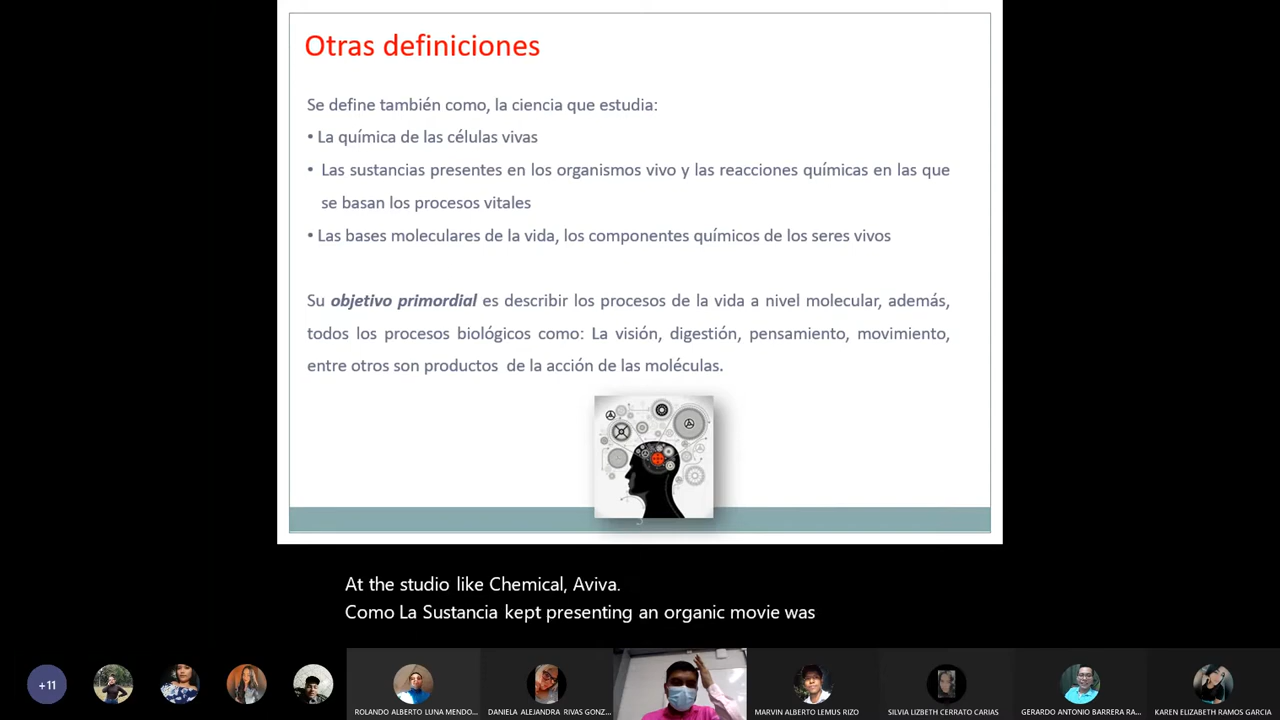 Otras definiciones
Se define también como, la ciencia que estudia:
• La química de las células vivas
• Las sustancias presentes en los organismos vivo y las reacciones químicas en las que
se basan los procesos vitales
• Las bases moleculares de la vida, los componentes químicos de los seres vivos
Su objetivo primordial es describir los procesos de la vida a nivel molecular, además,
todos los procesos biológicos como: La visión, digestión, pensamiento, movimiento,
entre otros son productos de la acción de las moléculas.
At the studio like Chemical, Aviva.
Como La Sustancia kept presenting an organic movie was
+11
ROLANDO ALBERTO LUNA MENDO...
DANIELA ALEJANDRA RIVAS GONZ...
MARVIN ALBERTO LEMUS RIZO
SILVIA LIZBETH CERRATO CARIAS
GERARDO ANTONIO BARRERA RA...
KAREN ELIZABETH RAMOS GARCIA